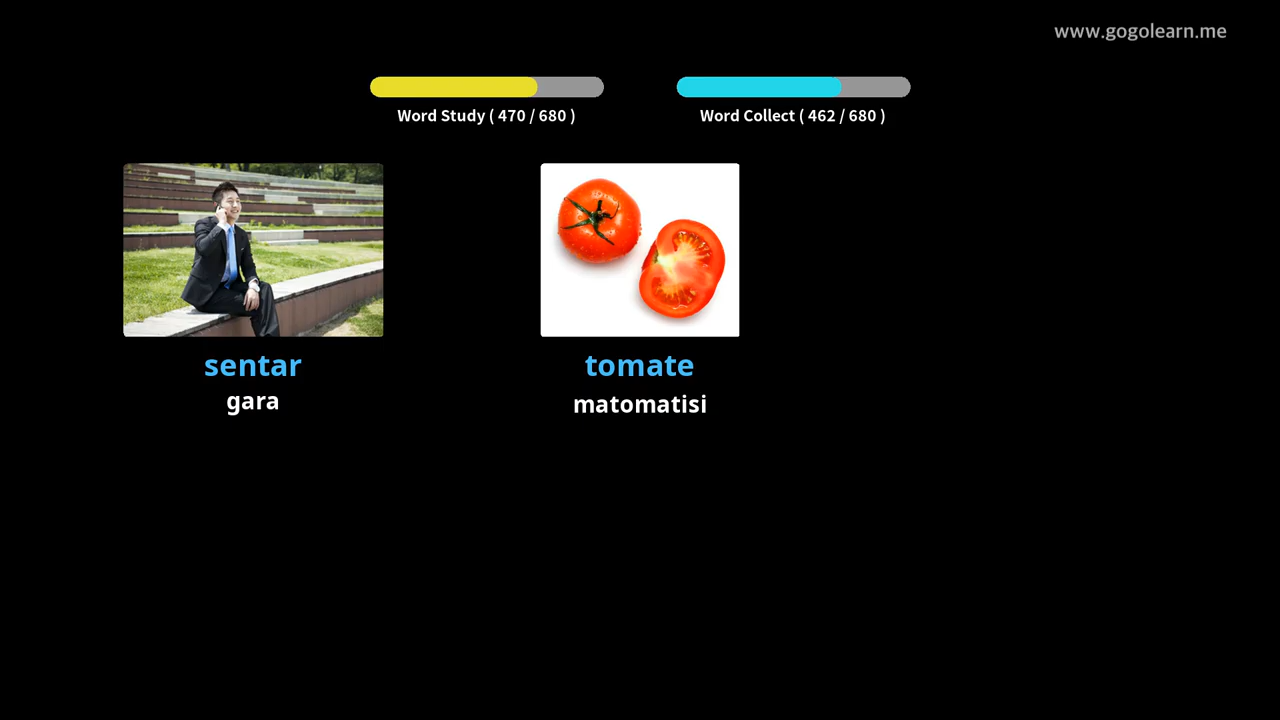 www.gogolearn.me
Word Study ( 470 / 680 )
Word Collect ( 462 / 680 )
sentar
gara
tomate
matomatisi